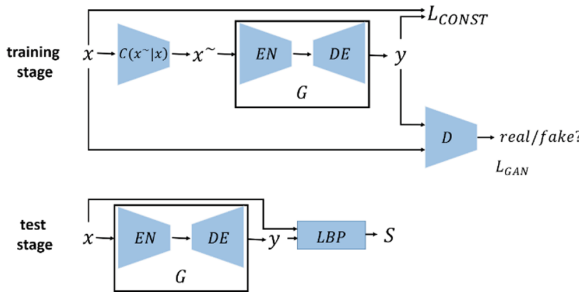 L_CONST
training
stage
x C(x~|x) x~ EN DE y
G
D real/fake?
L_GAN
test
stage
x EN DE y LBP S
G